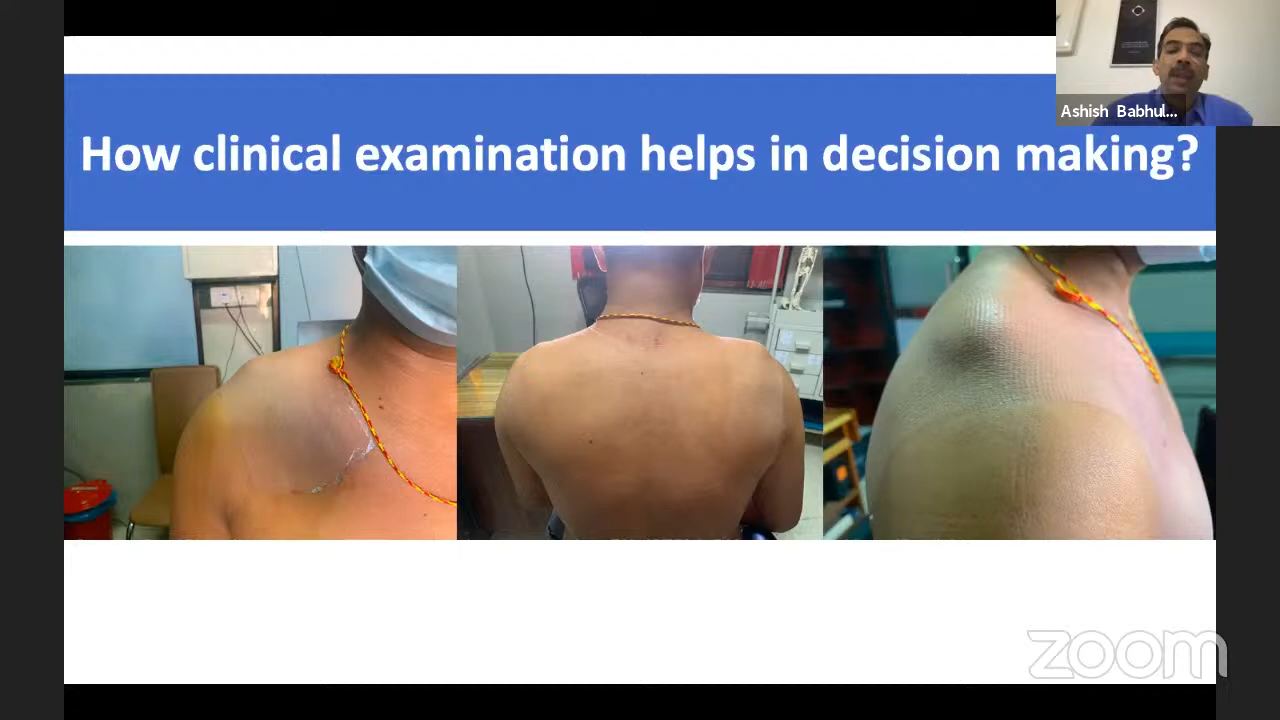 How clinical examination helps in decision making?
Ashish Babhul...
zoom